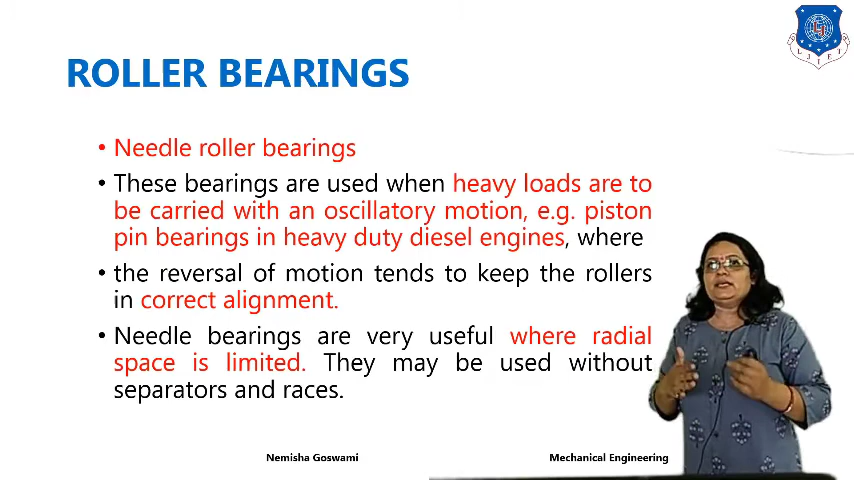 ROLLER BEARINGS
• Needle roller bearings
• These bearings are used when heavy loads are to
be carried with an oscillatory motion, e.g. piston
pin bearings in heavy duty diesel engines, where
• the reversal of motion tends to keep the rollers
in correct alignment.
• Needle bearings are very useful where radial
space is limited. They may be used without
separators and races.
Nemisha Goswami
Mechanical Engineering
LJIET